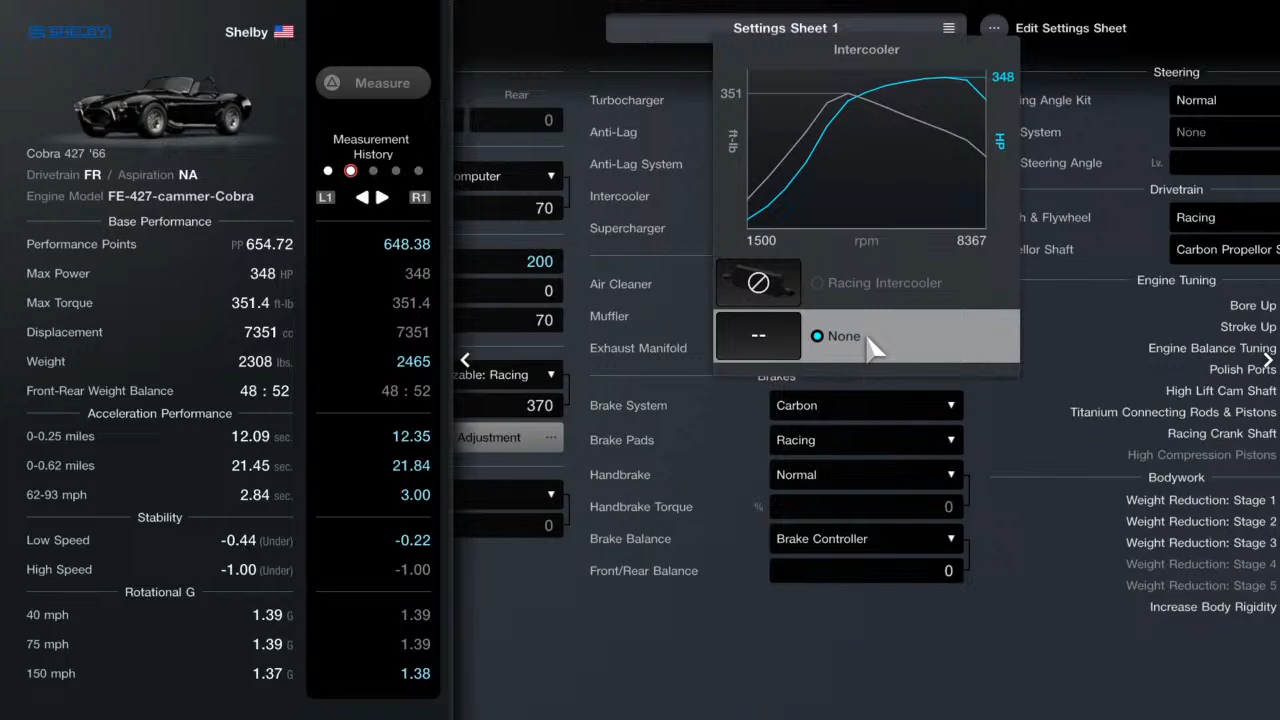 SHELBY
Shelby
Cobra 427 '66
Drivetrain FR / Aspiration NA
Engine Model FE-427-cammer-Cobra
Base Performance
Performance Points PP 654.72 648.38
Max Power 348 HP 348
Max Torque 351.4 ft-lb 351.4
Displacement 7351 cc 7351
Weight 2308 lbs. 2465
Front-Rear Weight Balance 48 : 52 48 : 52
Acceleration Performance
0-0.25 miles 12.09 sec. 12.35
0-0.62 miles 21.45 sec. 21.84
62-93 mph 2.84 sec. 3.00
Stability
Low Speed -0.44 (Under) -0.22
High Speed -1.00 (Under) -1.00
Rotational G
40 mph 1.39 G 1.39
75 mph 1.39 G 1.39
150 mph 1.37 G 1.38
Measure
Measurement
History
L1 R1
Rear
0
omputer
70
200
0
70
zable: Racing
370
Adjustment ...
0
Settings Sheet 1
... Edit Settings Sheet
Turbocharger
Anti-Lag
Anti-Lag System
Intercooler
Supercharger
Air Cleaner
Muffler
Exhaust Manifold
Intercooler
351 348
ft-lb HP
1500 rpm 8367
Racing Intercooler
-- None
Brakes
Brake System Carbon
Brake Pads Racing
Handbrake Normal
Handbrake Torque % 0
Brake Balance Brake Controller
Front/Rear Balance 0
Steering
ing Angle Kit Normal
System None
Steering Angle Lv.
Drivetrain
h & Flywheel Racing
llor Shaft Carbon Propellor S
Engine Tuning
Bore Up
Stroke Up
Engine Balance Tuning
Polish Ports
High Lift Cam Shaft
Titanium Connecting Rods & Pistons
Racing Crank Shaft
High Compression Pistons
Bodywork
Weight Reduction: Stage 1
Weight Reduction: Stage 2
Weight Reduction: Stage 3
Weight Reduction: Stage 4
Weight Reduction: Stage 5
Increase Body Rigidity